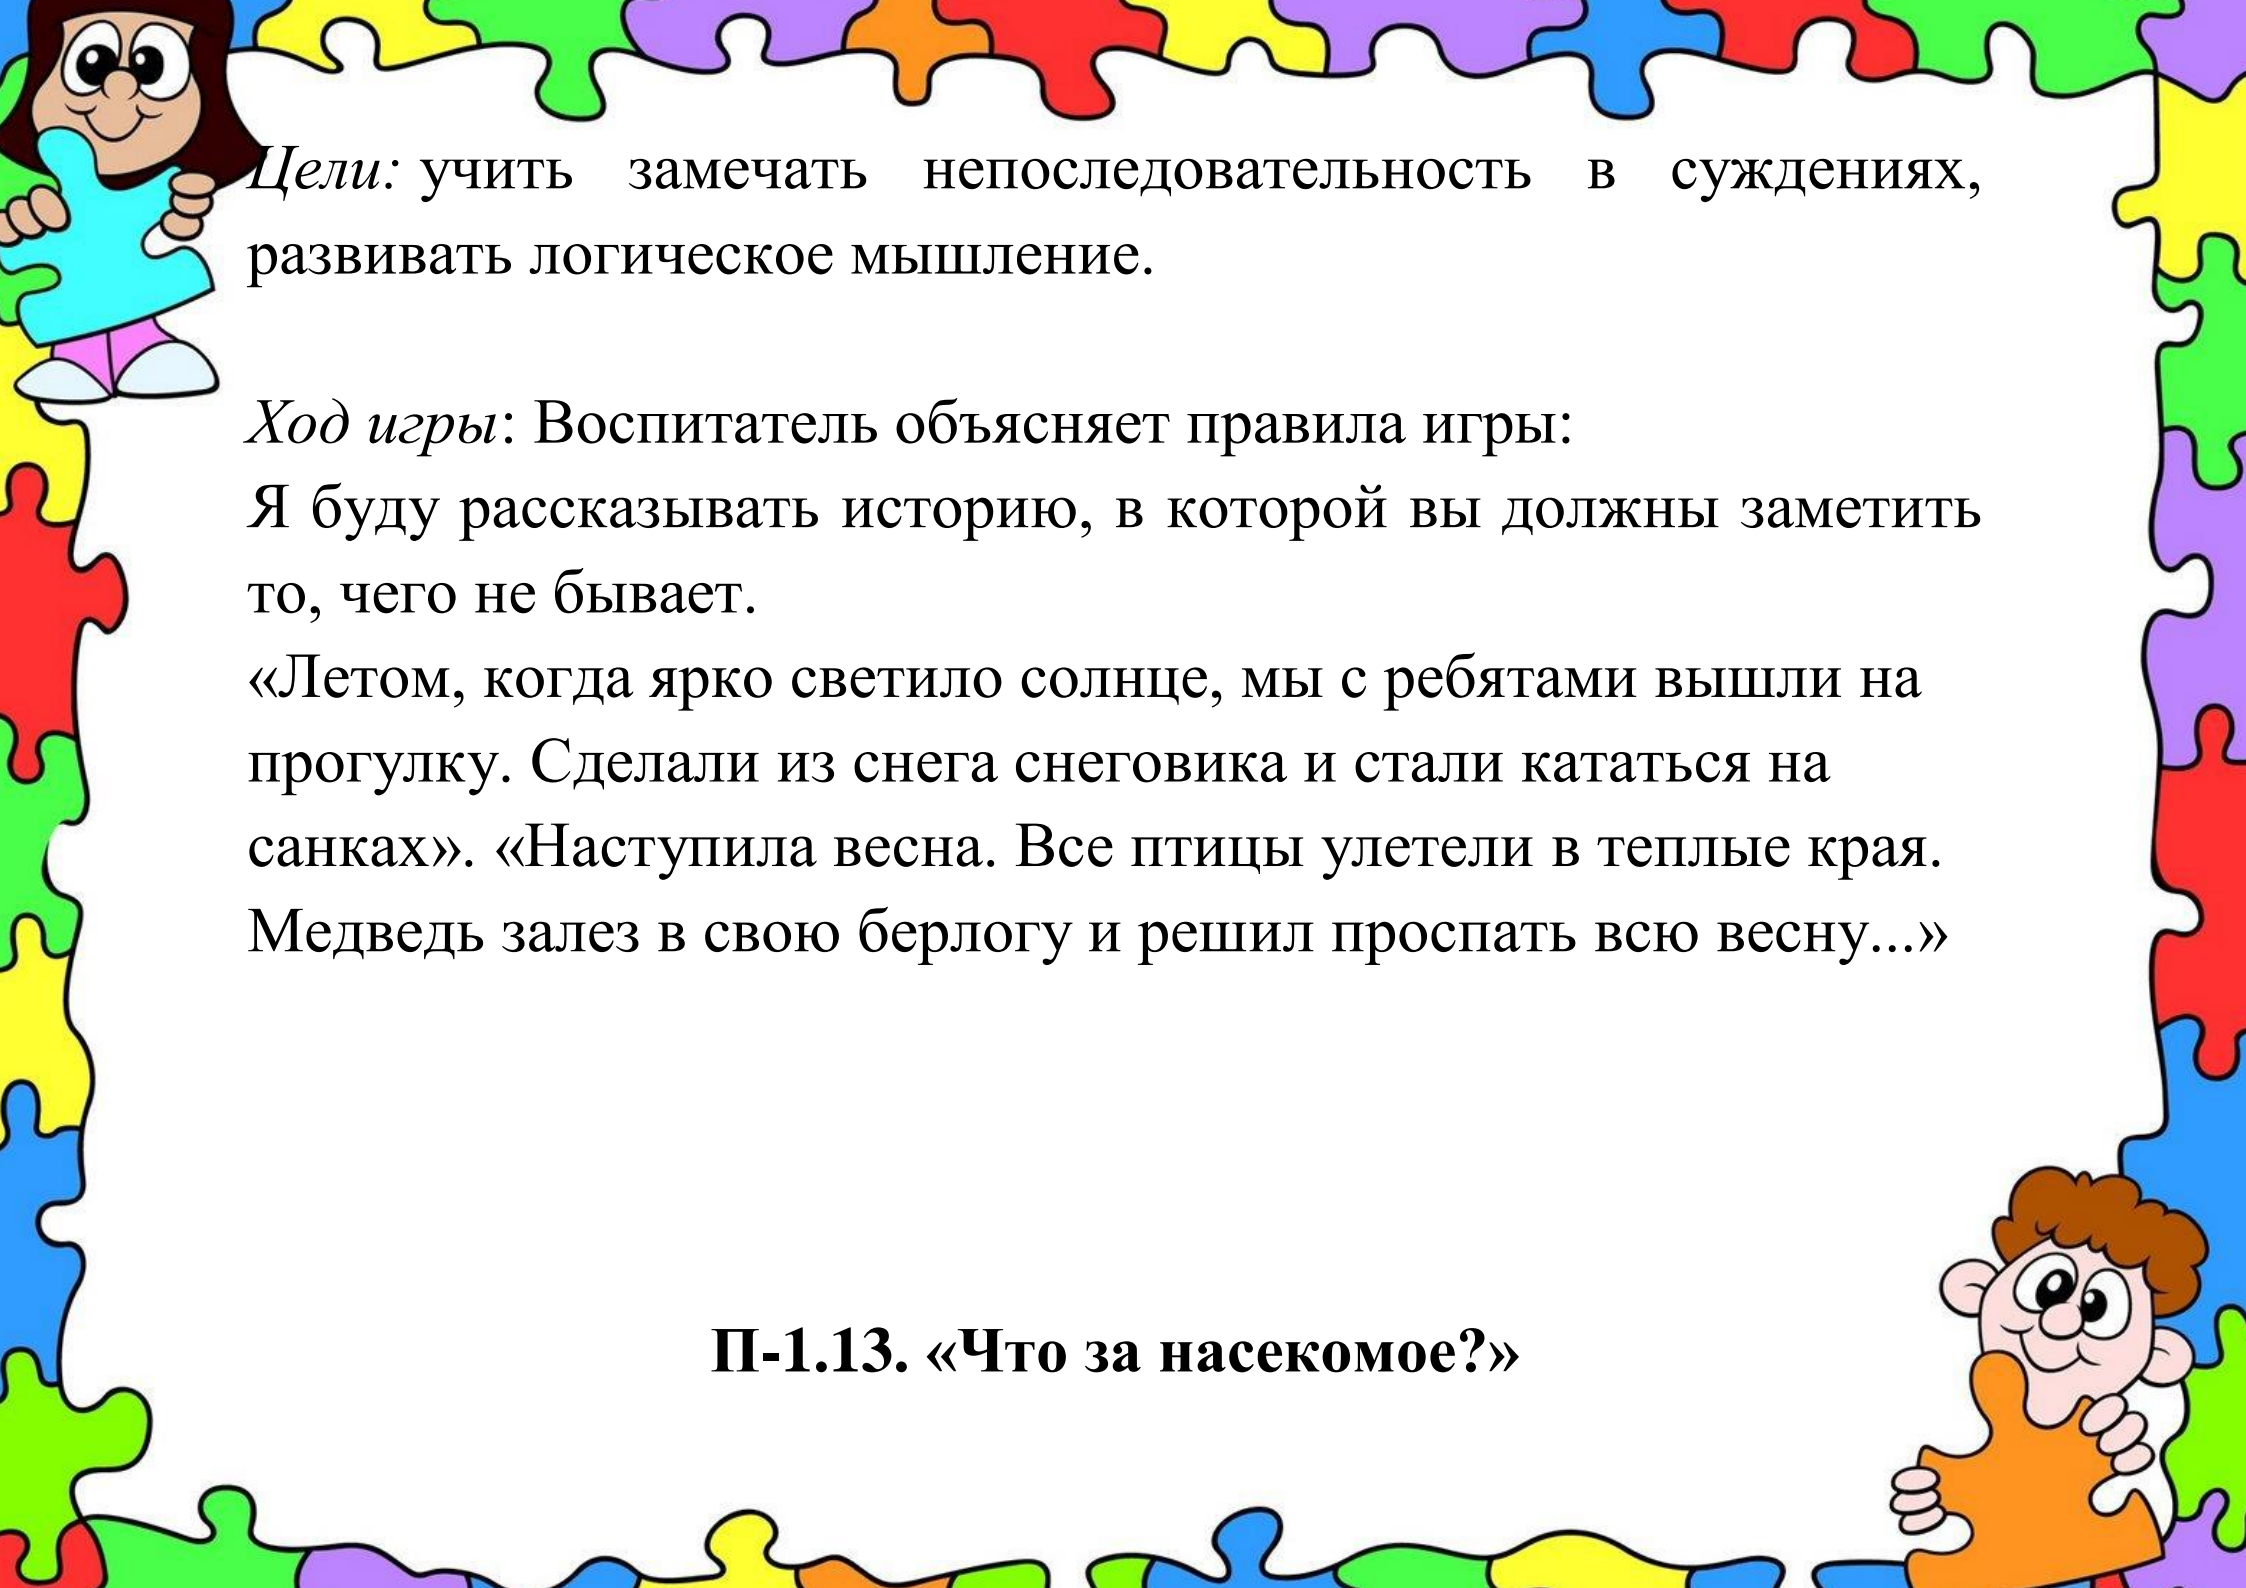 Цели: учить замечать непоследовательность в суждениях,
развивать логическое мышление.
Ход игры: Воспитатель объясняет правила игры:
Я буду рассказывать историю, в которой вы должны заметить
то, чего не бывает.
«Летом, когда ярко светило солнце, мы с ребятами вышли на
прогулку. Сделали из снега снеговика и стали кататься на
санках». «Наступила весна. Все птицы улетели в теплые края.
Медведь залез в свою берлогу и решил проспать всю весну...»
П-1.13. «Что за насекомое?»